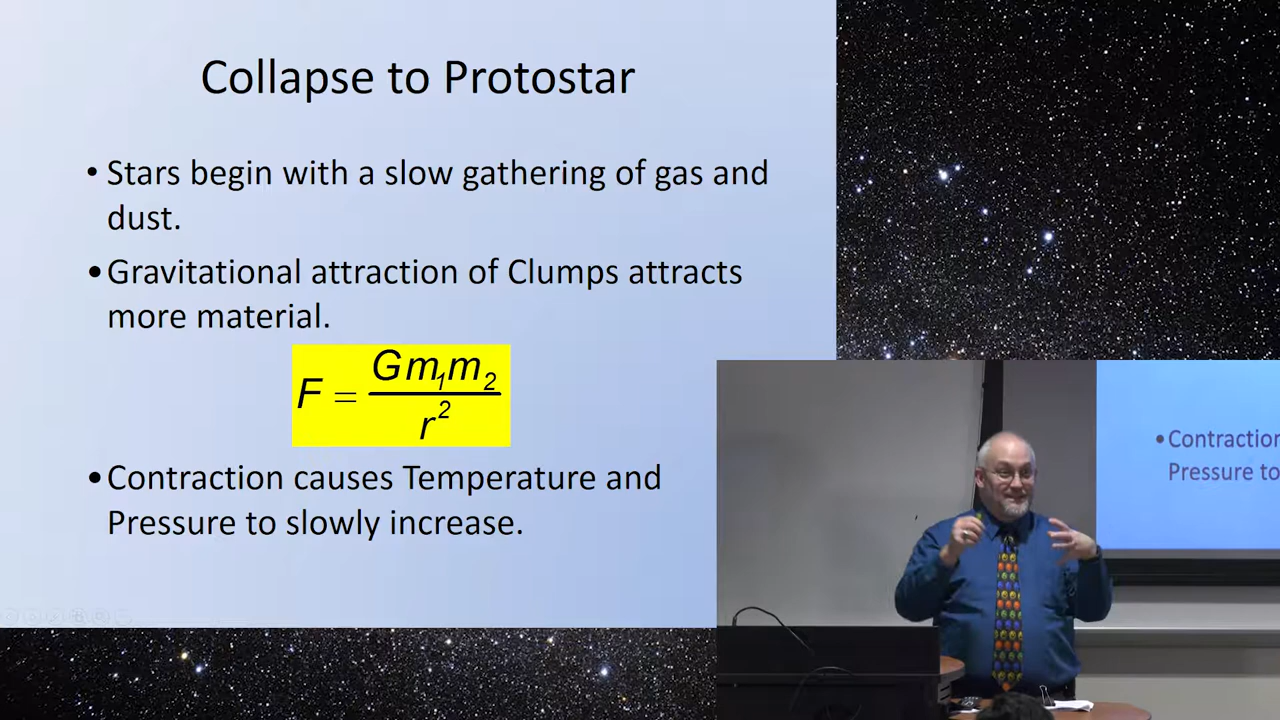 Collapse to Protostar
• Stars begin with a slow gathering of gas and
dust.
•Gravitational attraction of Clumps attracts
more material.
F = Gm₁m₂
r²
•Contraction causes Temperature and
Pressure to slowly increase.
•Contraction
Pressure to